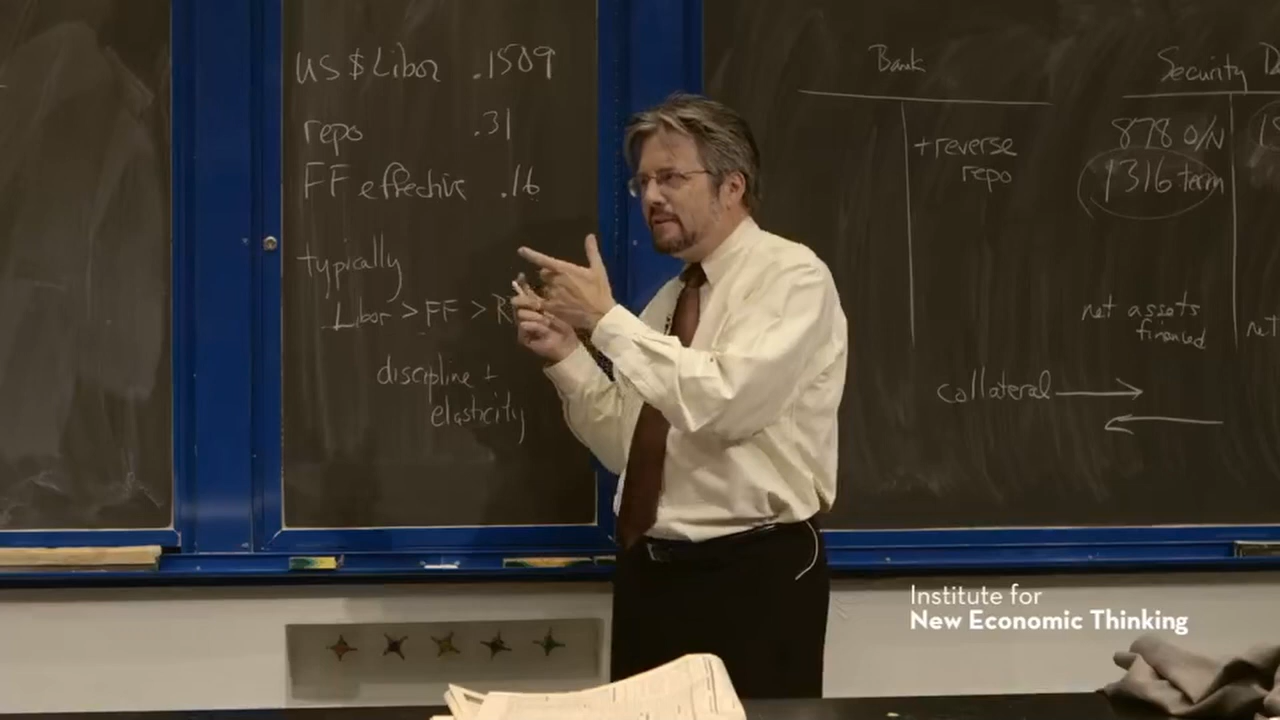 US $ Libor .1509
repo .31
FF effective .16
typically
Libor > FF >
discipline +
elasticity
Bank
+reverse
repo
Security
878 O/N
1316 term
net assets
financed
collateral
Institute for
New Economic Thinking